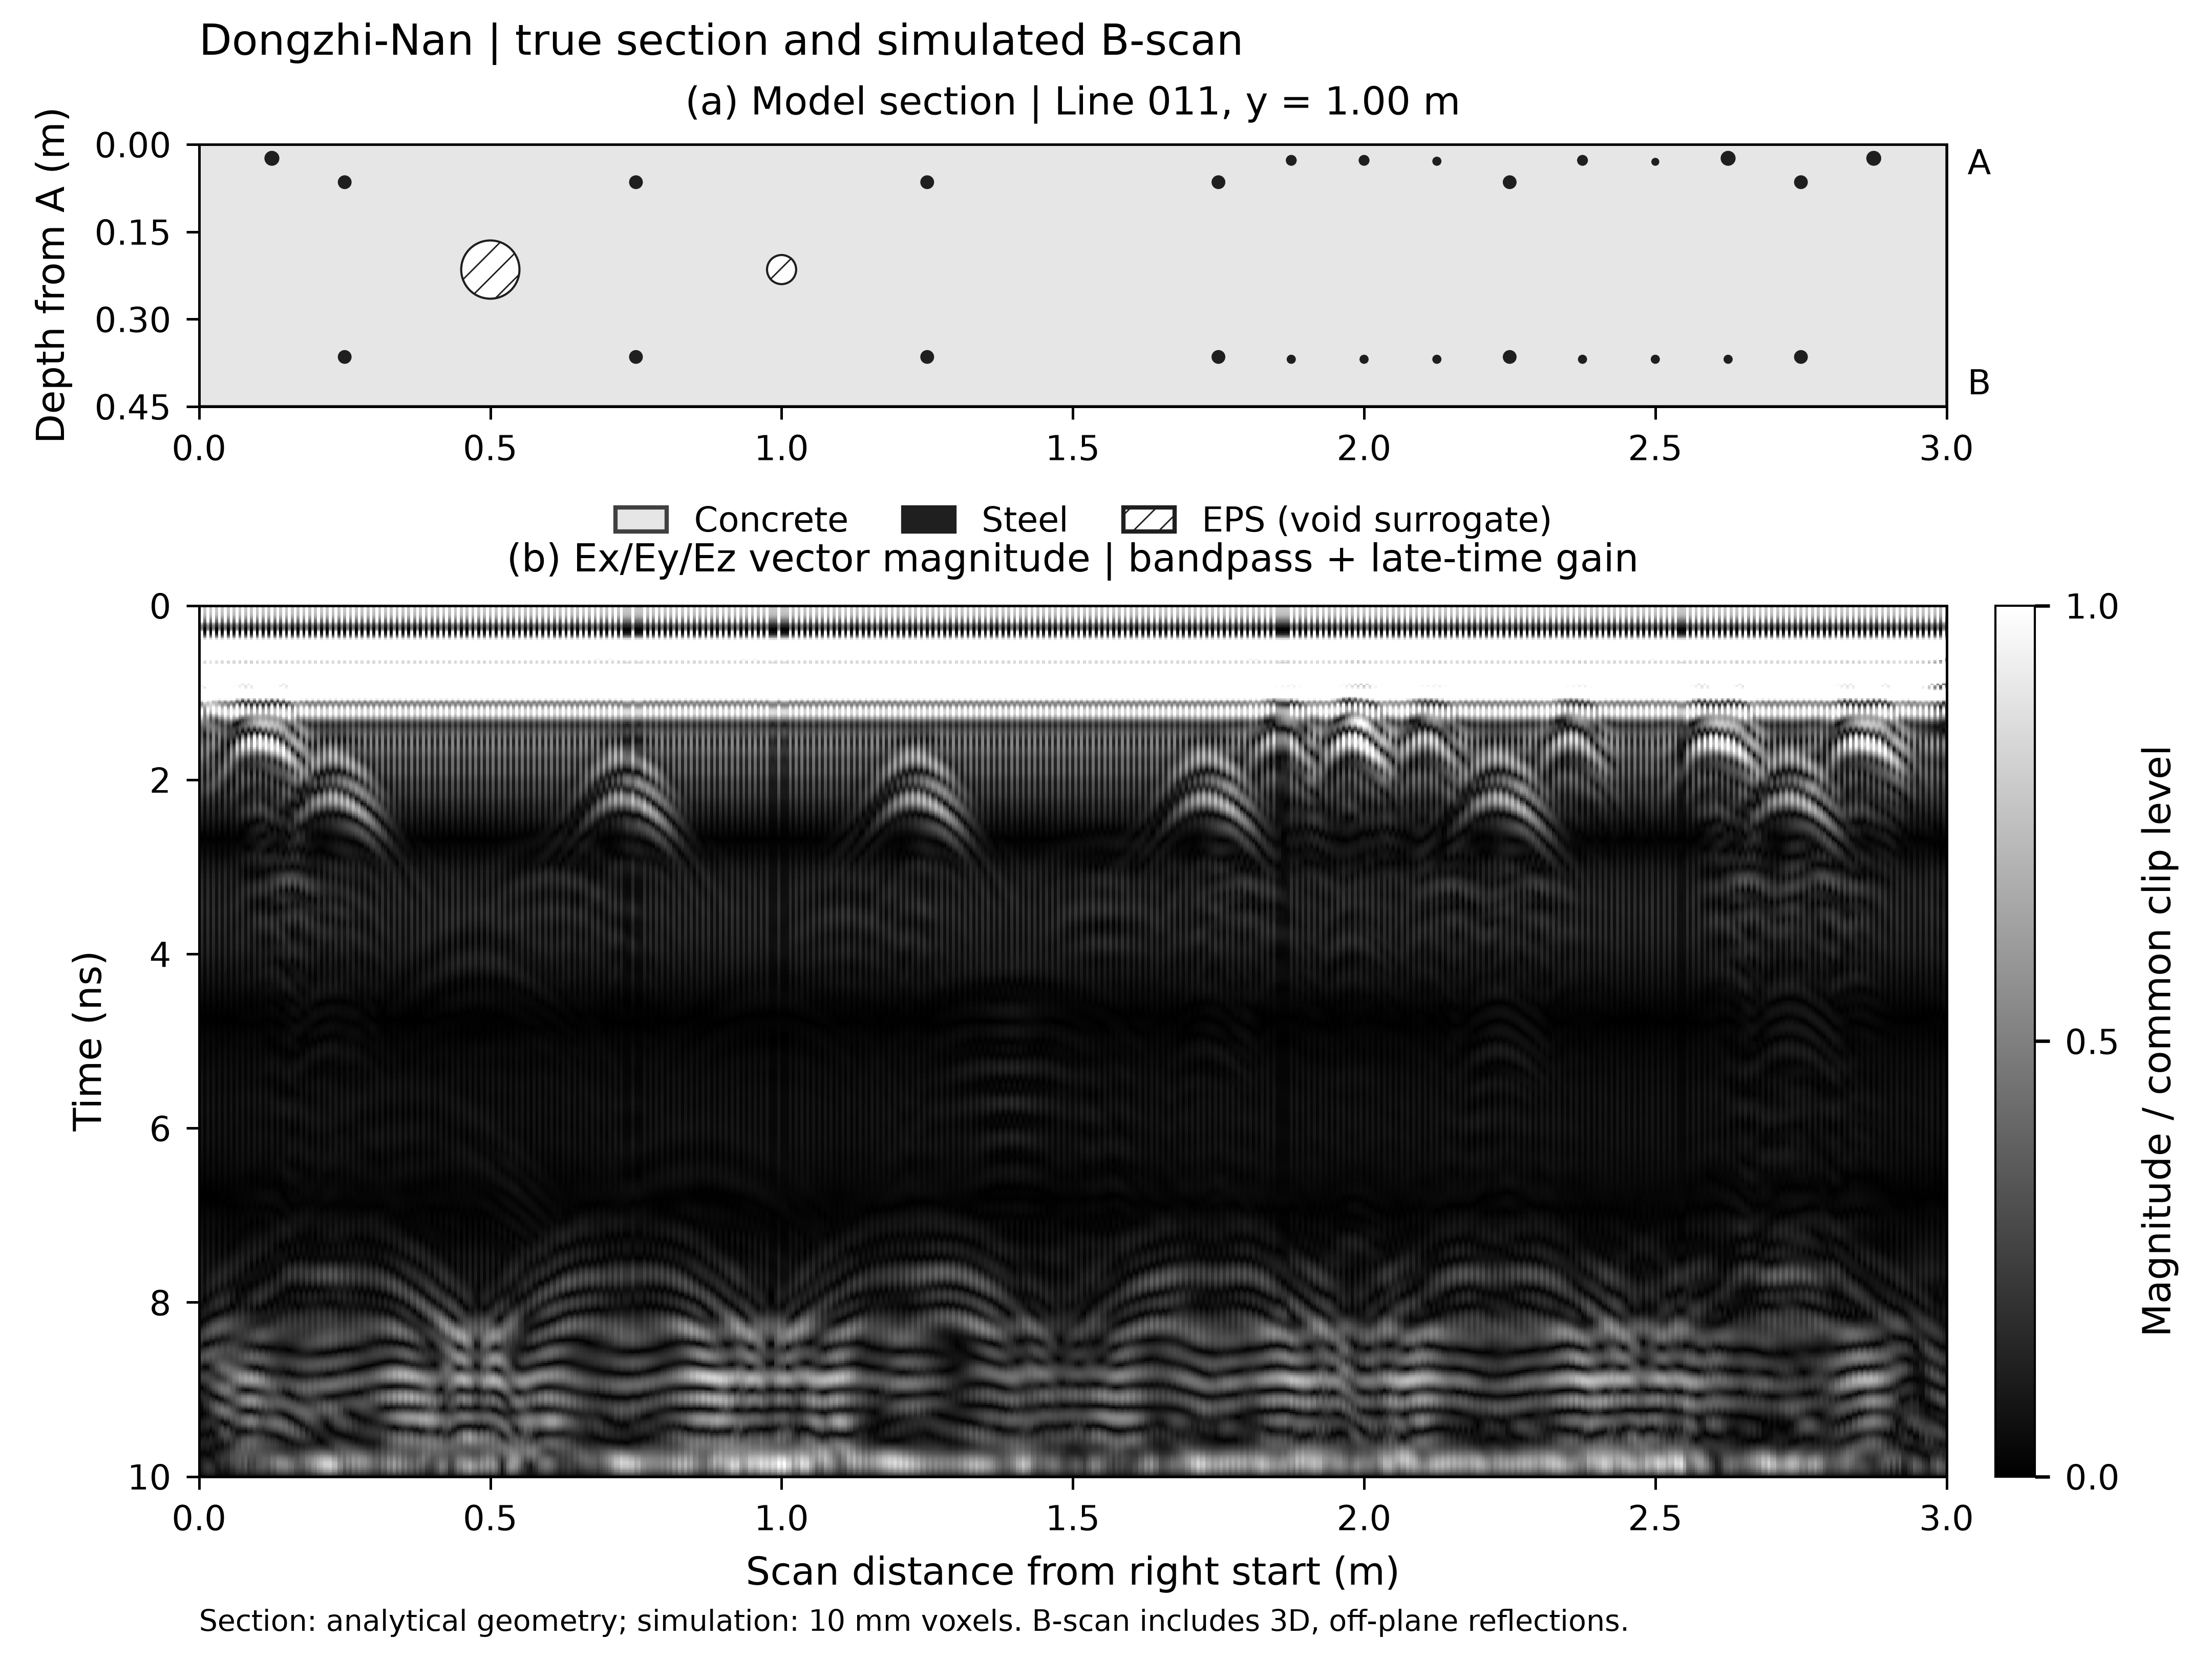 Dongzhi-Nan | true section and simulated B-scan
(a) Model section | Line 011, y = 1.00 m
Depth from A (m)
0.00
0.15
0.30
0.45
A
B
0.0 0.5 1.0 1.5 2.0 2.5 3.0
Concrete Steel EPS (void surrogate)
(b) Ex/Ey/Ez vector magnitude | bandpass + late-time gain
Time (ns)
0
2
4
6
8
10
1.0
0.5
0.0
Magnitude / common clip level
0.0 0.5 1.0 1.5 2.0 2.5 3.0
Scan distance from right start (m)
Section: analytical geometry; simulation: 10 mm voxels. B-scan includes 3D, off-plane reflections.